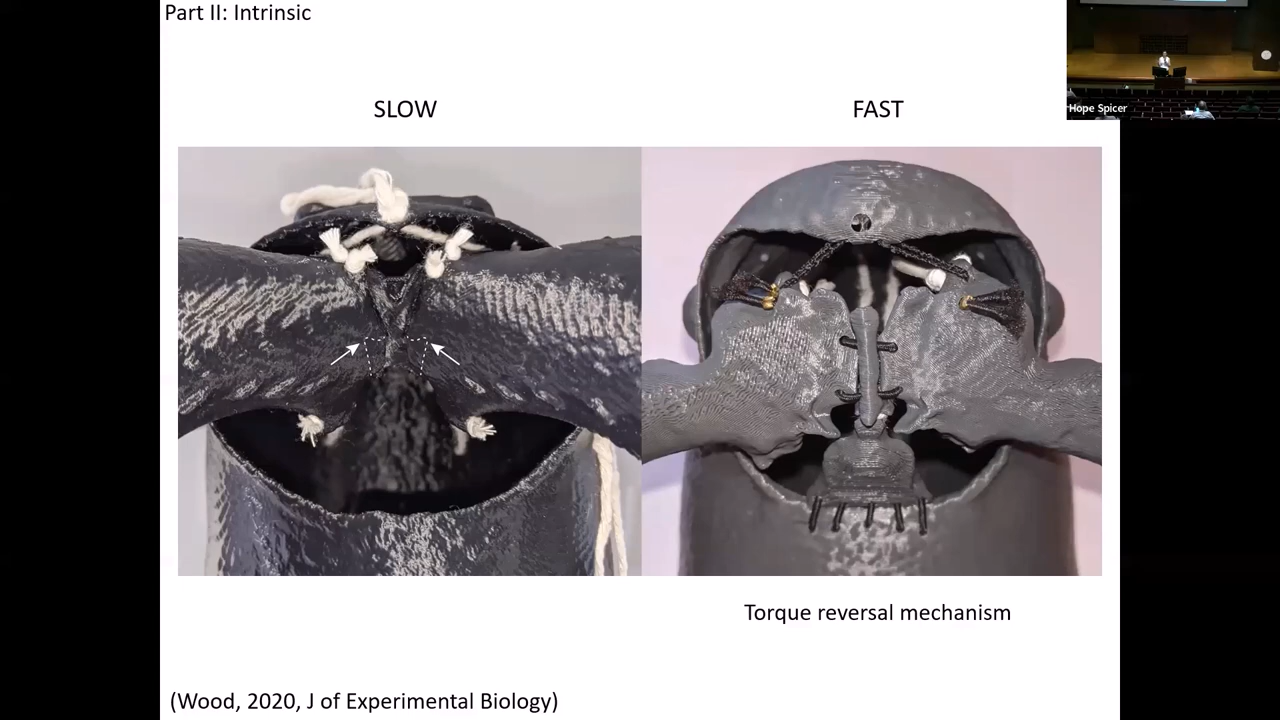 Part II: Intrinsic
Hope Spicer
SLOW
FAST
Torque reversal mechanism
(Wood, 2020, J of Experimental Biology)